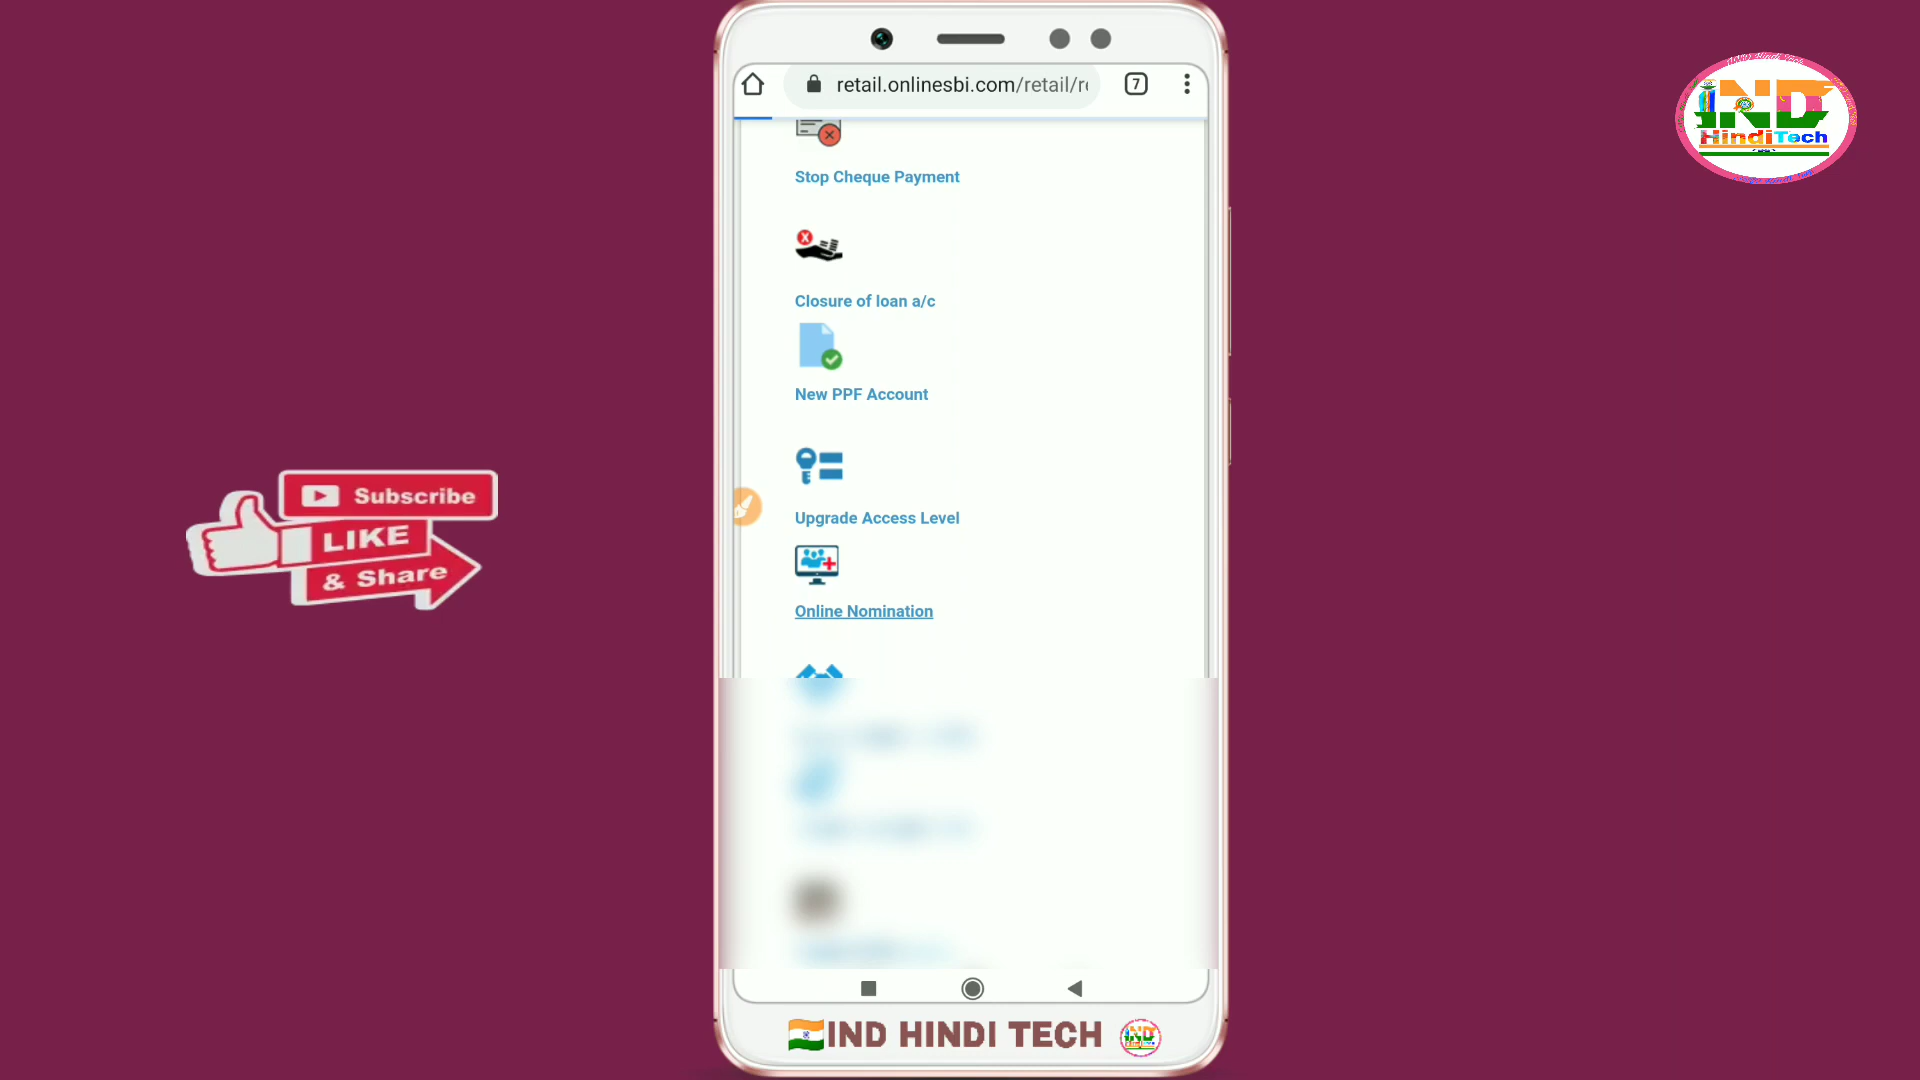 retail.onlinesbi.com/retail/r
7
IND
HindiTech
Stop Cheque Payment
Closure of loan a/c
New PPF Account
Upgrade Access Level
Online Nomination
Subscribe
LIKE
& Share
IND HINDI TECH
IND